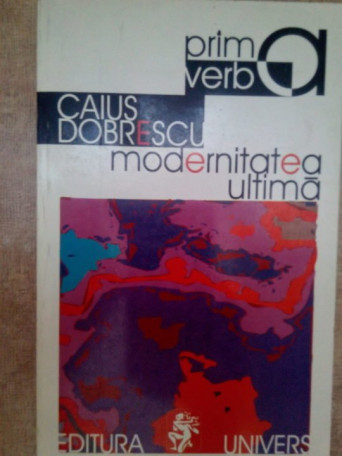 prim
verb a
CAIUS
DOBRESCU
modernitatea
ultimă
EDITURA UNIVERS